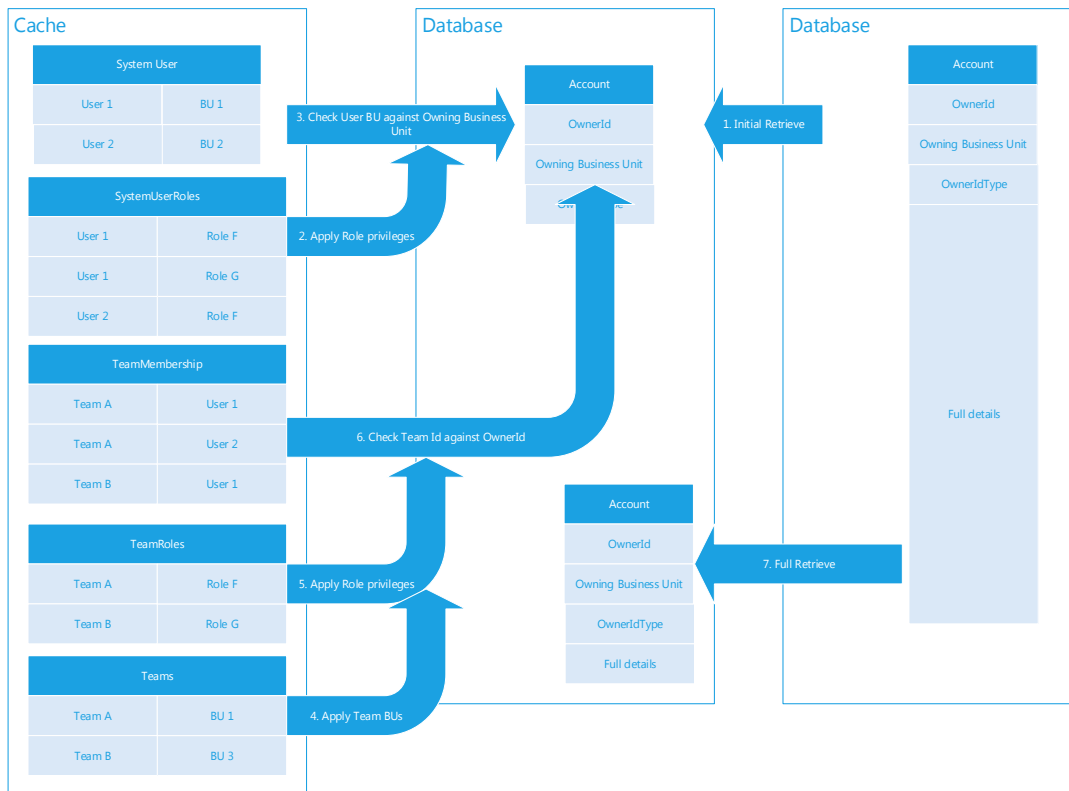 Cache
System User
User 1
BU 1
User 2
BU 2
SystemUserRoles
User 1
Role F
User 1
Role G
User 2
Role F
TeamMembership
Team A
User 1
Team A
User 2
Team B
User 1
TeamRoles
Team A
Role F
Team B
Role G
Teams
Team A
BU 1
Team B
BU 3
3. Check User BU against Owning Business
Unit
2. Apply Role privileges
6. Check Team Id against OwnerId
5. Apply Role privileges
4. Apply Team BUs
Database
Account
OwnerId
Owning Business Unit
Account
OwnerId
Owning Business Unit
OwnerIdType
Full details
1. Initial Retrieve
7. Full Retrieve
Database
Account
OwnerId
Owning Business Unit
OwnerIdType
Full details